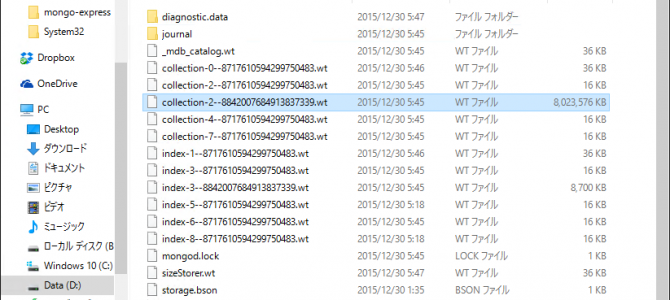 mongo-express
System32
Dropbox
OneDrive
PC
Desktop
ダウンロード
ドキュメント
ピクチャ
ビデオ
ミュージック
ローカル ディスク (B
Windows 10 (C:)
Data (D:)
diagnostic.data 2015/12/30 5:47 ファイル フォルダー
journal 2015/12/30 5:45 ファイル フォルダー
_mdb_catalog.wt 2015/12/30 5:45 WT ファイル 36 KB
collection-0--8717610594299750483.wt 2015/12/30 5:46 WT ファイル 36 KB
collection-2--8717610594299750483.wt 2015/12/30 5:45 WT ファイル 16 KB
collection-2--8842007684913837339.wt 2015/12/30 5:45 WT ファイル 8,023,576 KB
collection-4--8717610594299750483.wt 2015/12/30 5:45 WT ファイル 16 KB
collection-7--8717610594299750483.wt 2015/12/30 5:45 WT ファイル 16 KB
index-1--8717610594299750483.wt 2015/12/30 5:46 WT ファイル 36 KB
index-3--8717610594299750483.wt 2015/12/30 5:45 WT ファイル 16 KB
index-3--8842007684913837339.wt 2015/12/30 5:45 WT ファイル 8,700 KB
index-5--8717610594299750483.wt 2015/12/30 5:18 WT ファイル 16 KB
index-6--8717610594299750483.wt 2015/12/30 5:45 WT ファイル 16 KB
index-8--8717610594299750483.wt 2015/12/30 5:18 WT ファイル 16 KB
mongod.lock 2015/12/30 5:45 LOCK ファイル 1 KB
sizeStorer.wt 2015/12/30 5:47 WT ファイル 36 KB
storage.bson 2015/12/30 1:35 BSON ファイル 1 KB